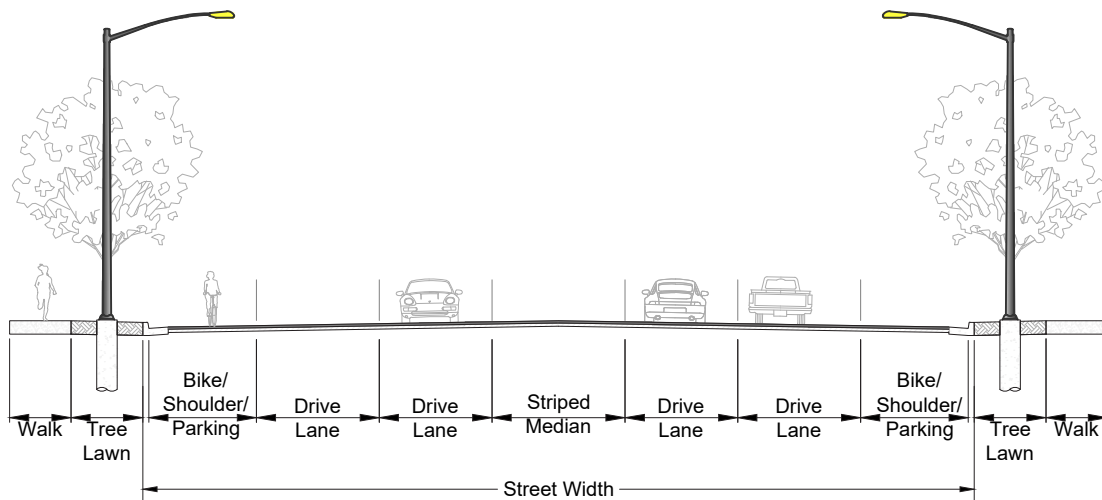 Walk
Tree
Lawn
Bike/
Shoulder/
Parking
Drive
Lane
Drive
Lane
Striped
Median
Drive
Lane
Drive
Lane
Bike/
Shoulder/
Parking
Tree
Lawn
Walk
Street Width